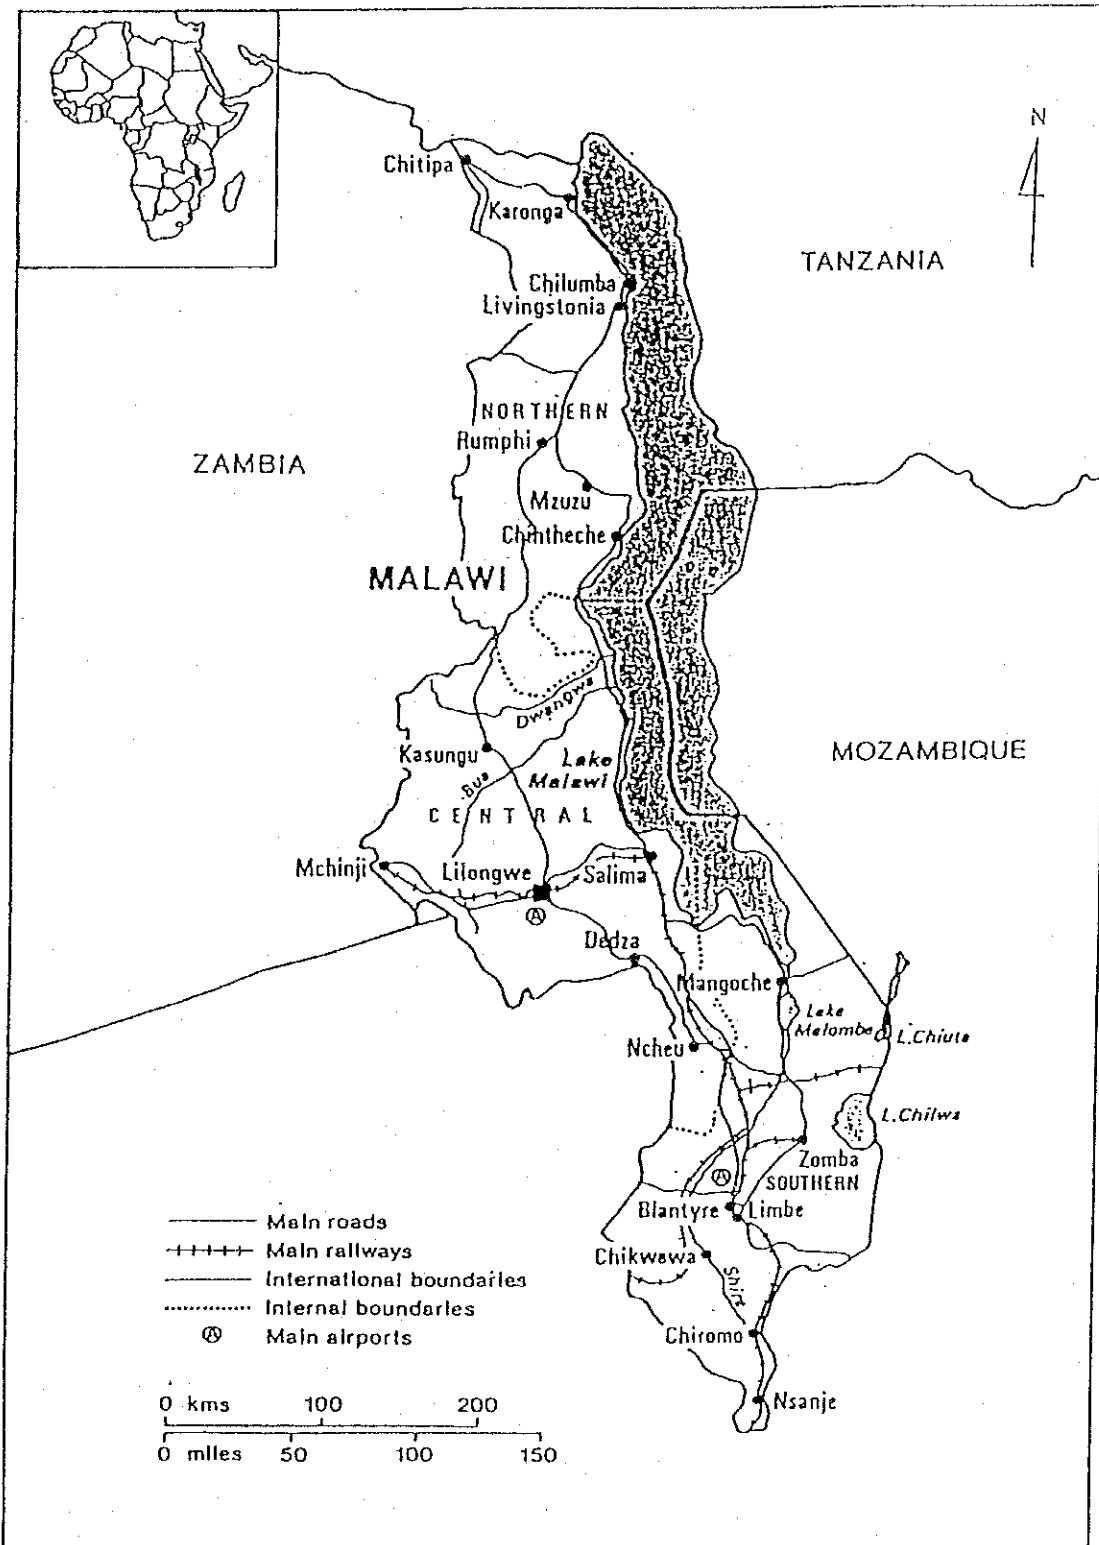 N
Chitipa
Karonga
TANZANIA
Chilumba
Livingstonia
NORTHERN
Rumphi
ZAMBIA
Mzuzu
Chintheche
MALAWI
Dwangwa
Kasungu
Lake
Malawi
MOZAMBIQUE
Bua
CENTRAL
Mchinji
Lilongwe
Salima
A
Dedza
Mangoche
Lake
Malombe
L.Chiuta
Ncheu
L.Chilwa
Zomba
SOUTHERN
A
Blantyre
Limbe
Chikwawa
Shire
Chiromo
Nsanje
Main roads
Main railways
International boundaries
Internal boundaries
A Main airports
0 kms 100 200
0 miles 50 100 150